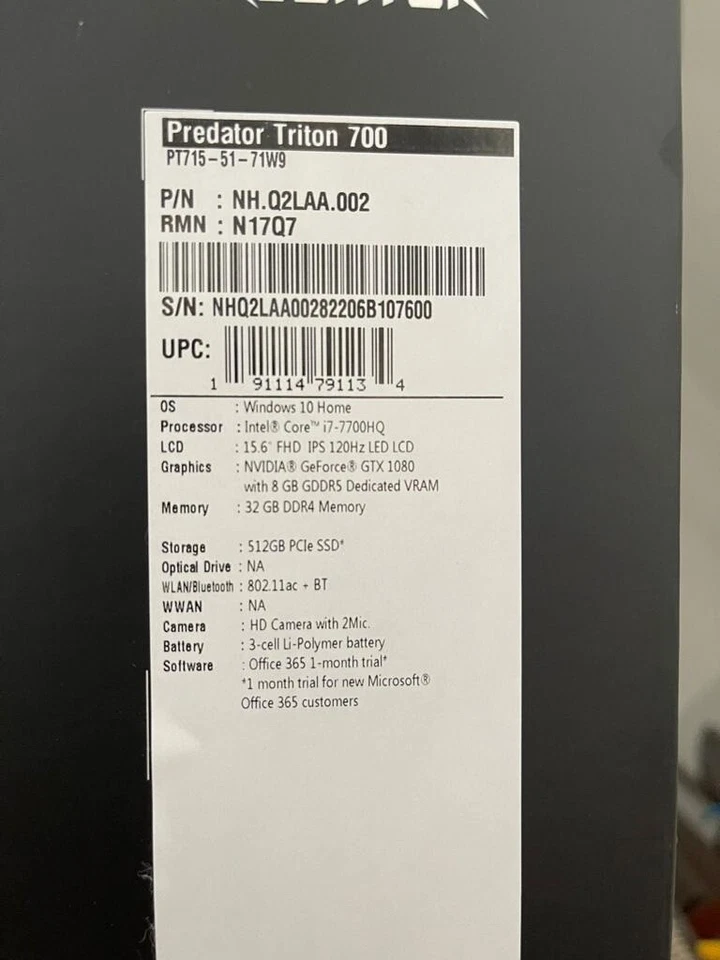 Predator Triton 700
PT715-51-71W9
P/N : NH.Q2LAA.002
RMN : N17Q7
S/N: NHQ2LAA00282206B107600
UPC:
1 91114 79113 4
OS : Windows 10 Home
Processor : Intel® Core™ i7-7700HQ
LCD : 15.6" FHD IPS 120Hz LED LCD
Graphics : NVIDIA® GeForce® GTX 1080
with 8 GB GDDR5 Dedicated VRAM
Memory : 32 GB DDR4 Memory
Storage : 512GB PCIe SSD*
Optical Drive : NA
WLAN/Bluetooth : 802.11ac + BT
WWAN : NA
Camera : HD Camera with 2Mic.
Battery : 3-cell Li-Polymer battery
Software : Office 365 1-month trial*
*1 month trial for new Microsoft®
Office 365 customers